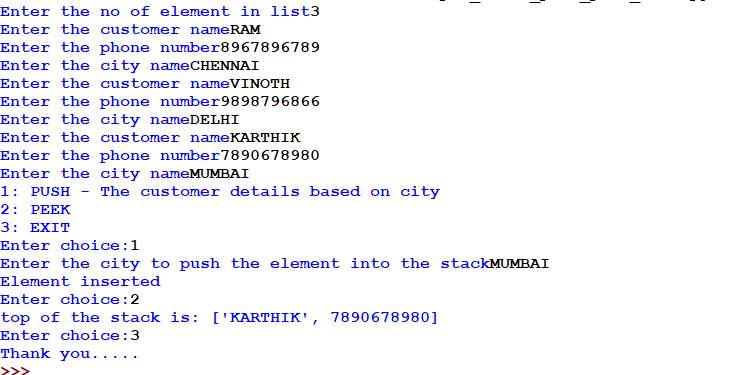 Enter the no of element in list3
Enter the customer nameRAM
Enter the phone number8967896789
Enter the city nameCHENNAI
Enter the customer nameVINOTH
Enter the phone number9898796866
Enter the city nameDELHI
Enter the customer nameKARTHIK
Enter the phone number7890678980
Enter the city nameMUMBAI
1: PUSH - The customer details based on city
2: PEEK
3: EXIT
Enter choice:1
Enter the city to push the element into the stackMUMBAI
Element inserted
Enter choice:2
top of the stack is: ['KARTHIK', 7890678980]
Enter choice:3
Thank you.....
>>>